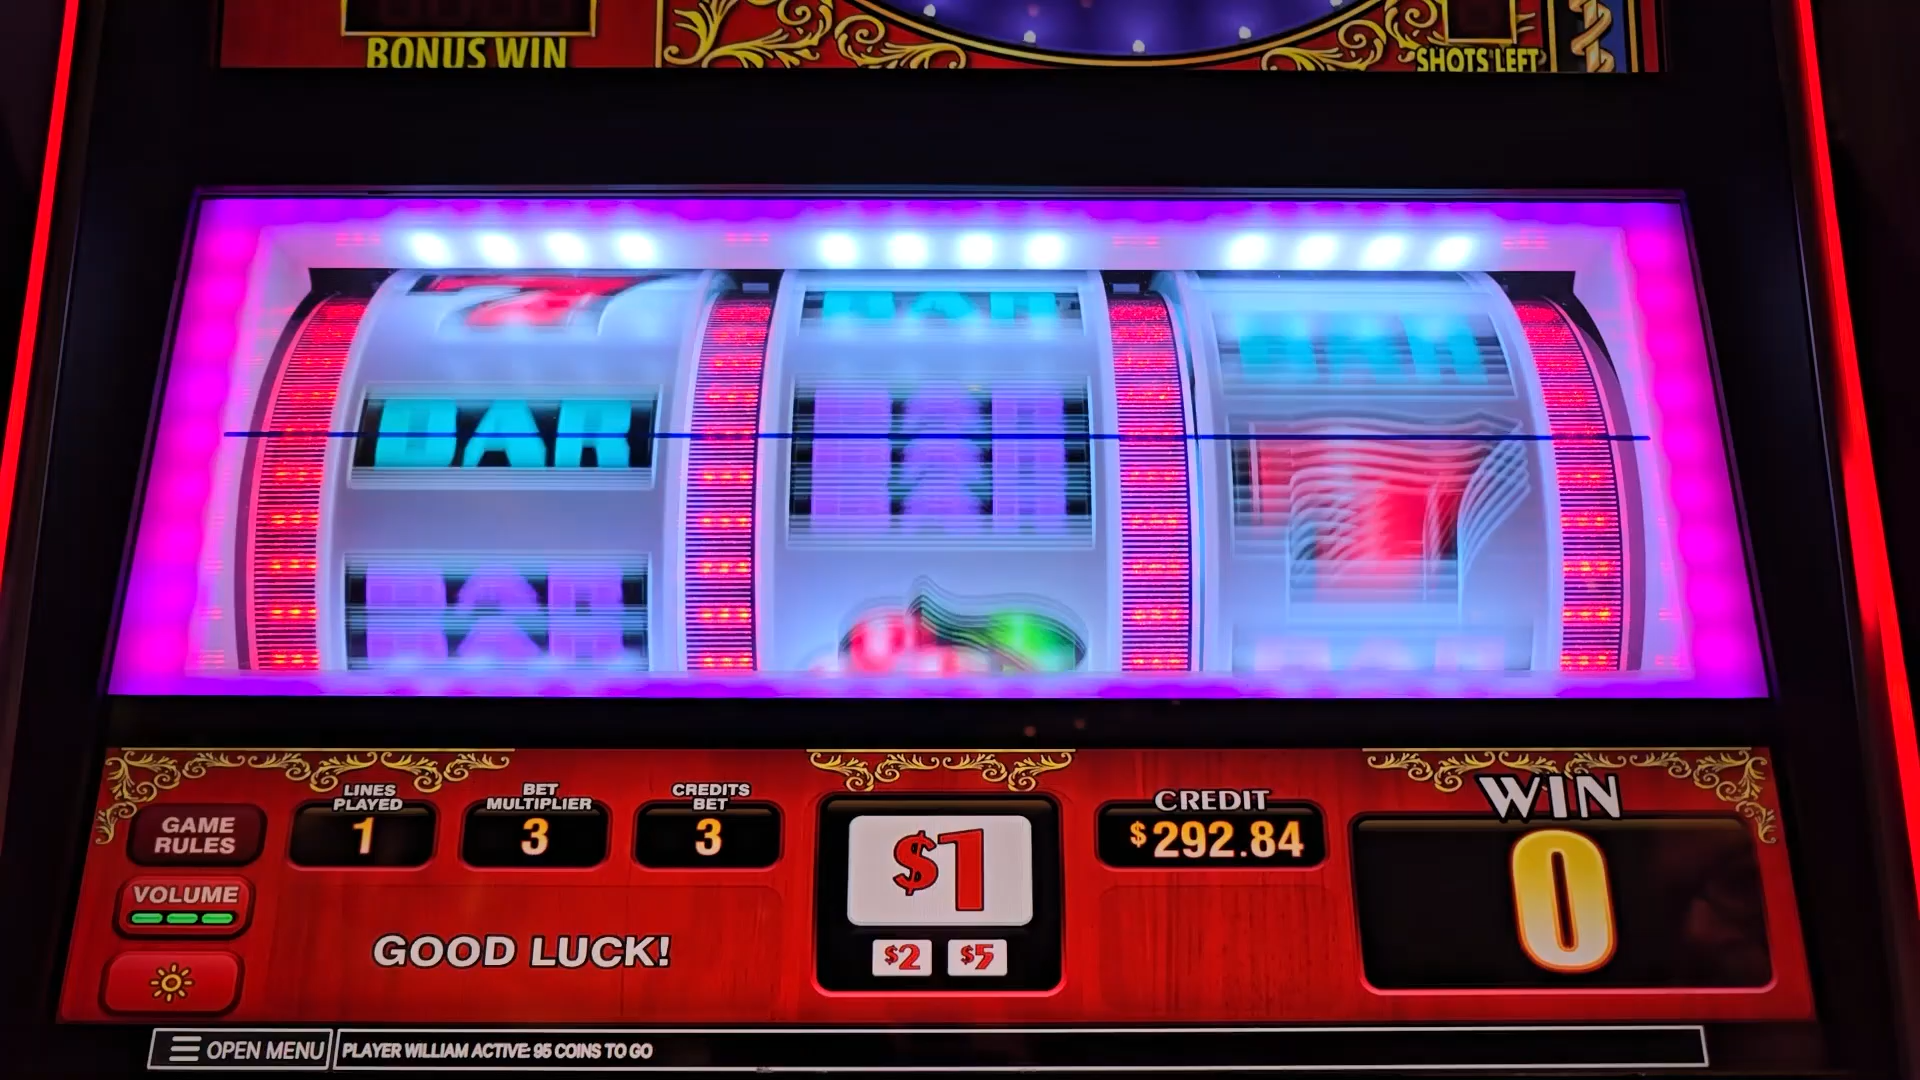 BONUS WIN
SHOTS LEFT
BAR
LINES PLAYED
1
BET MULTIPLIER
3
CREDITS BET
3
$1
$2 $5
CREDIT
$292.84
WIN
0
GAME RULES
VOLUME
GOOD LUCK!
OPEN MENU
PLAYER WILLIAM ACTIVE: 95 COINS TO GO